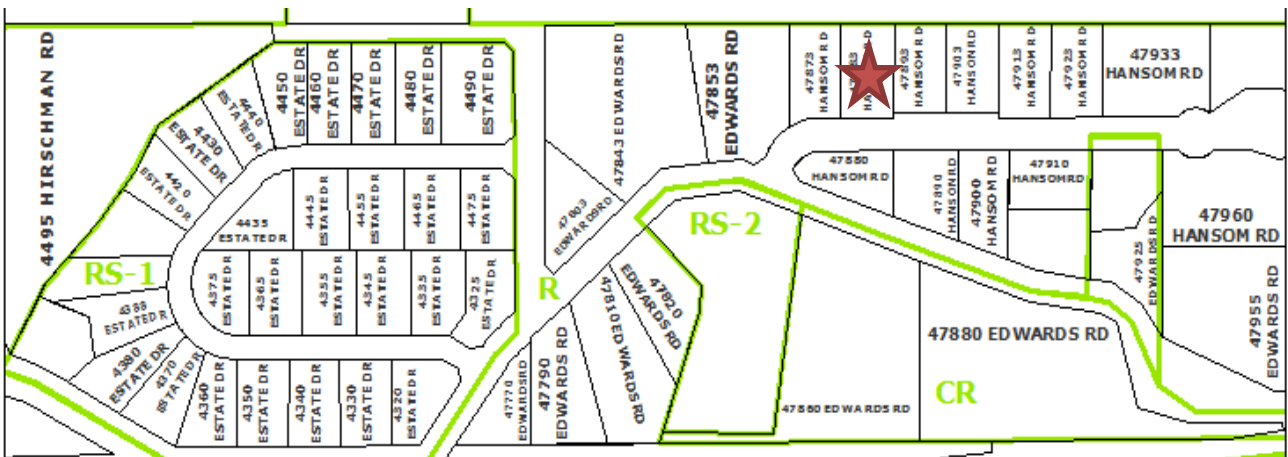 4495 HIRSCHMAN RD
4450
ESTATE DR
4460
ESTATE DR
4470
ESTATE DR
4480
ESTATE DR
4490
ESTATE DR
4440
ESTATE DR
4430
ESTATE DR
4420
ESTATE DR
47843 EDWARDS RD
47853
EDWARDS RD
47873
HANSOM RD
HANSOM RD
47893
HANSOM RD
47903
HANSOM RD
47913
HANSOM RD
47923
HANSOM RD
47933
HANSOM RD
47880
HANSOM RD
47890
HANSON RD
47900
HANSOM RD
47910
HANSOM RD
47960
HANSOM RD
47925
EDWARDS RD
47955
EDWARDS RD
47803
EDWARDS RD
4435
ESTATE DR
4445
ESTATE DR
4455
ESTATE DR
4465
ESTATE DR
4475
ESTATE DR
RS-1
RS-2
R
CR
4375
ESTATE DR
4365
ESTATE DR
4355
ESTATE DR
4345
ESTATE DR
4335
ESTATE DR
4325
ESTATE DR
4388
ESTATE DR
4380
ESTATE DR
4370
ESTATE DR
4360
ESTATE DR
4350
ESTATE DR
4340
ESTATE DR
4330
ESTATE DR
4320
ESTATE DR
47770
EDWARDS RD
47790
EDWARDS RD
47810 EDWARDS RD
47820
EDWARDS RD
47860 EDWARDS RD
47880 EDWARDS RD